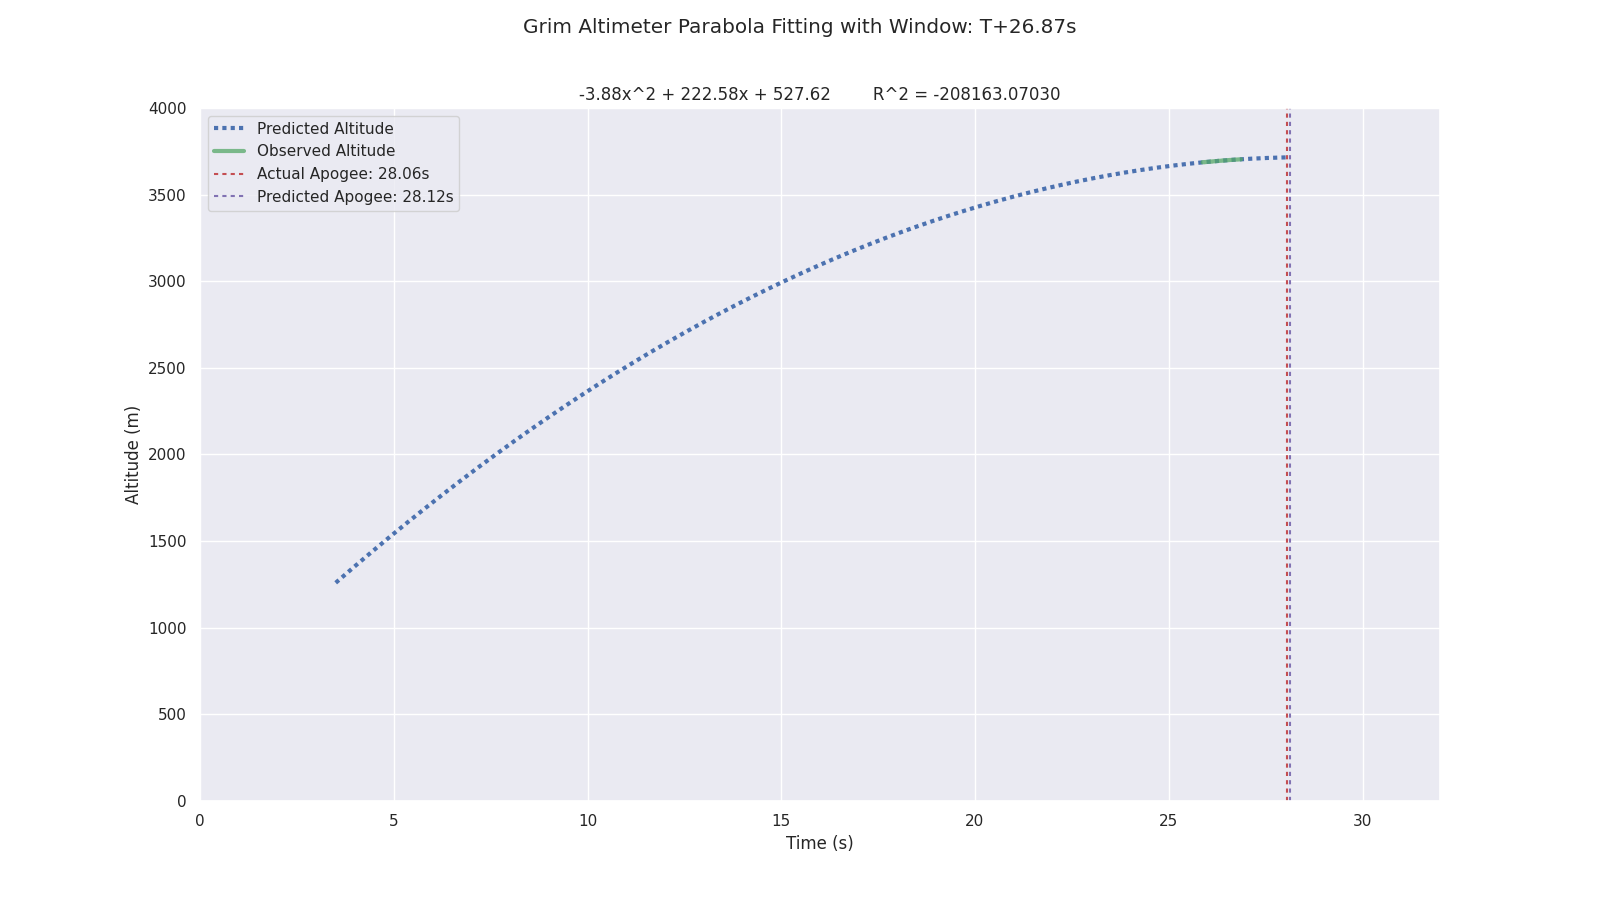 Grim Altimeter Parabola Fitting with Window: T+26.87s
-3.88x^2 + 222.58x + 527.62 R^2 = -208163.07030
4000
3500
3000
2500
2000
1500
1000
500
0
Altitude (m)
Predicted Altitude
Observed Altitude
Actual Apogee: 28.06s
Predicted Apogee: 28.12s
0 5 10 15 20 25 30
Time (s)